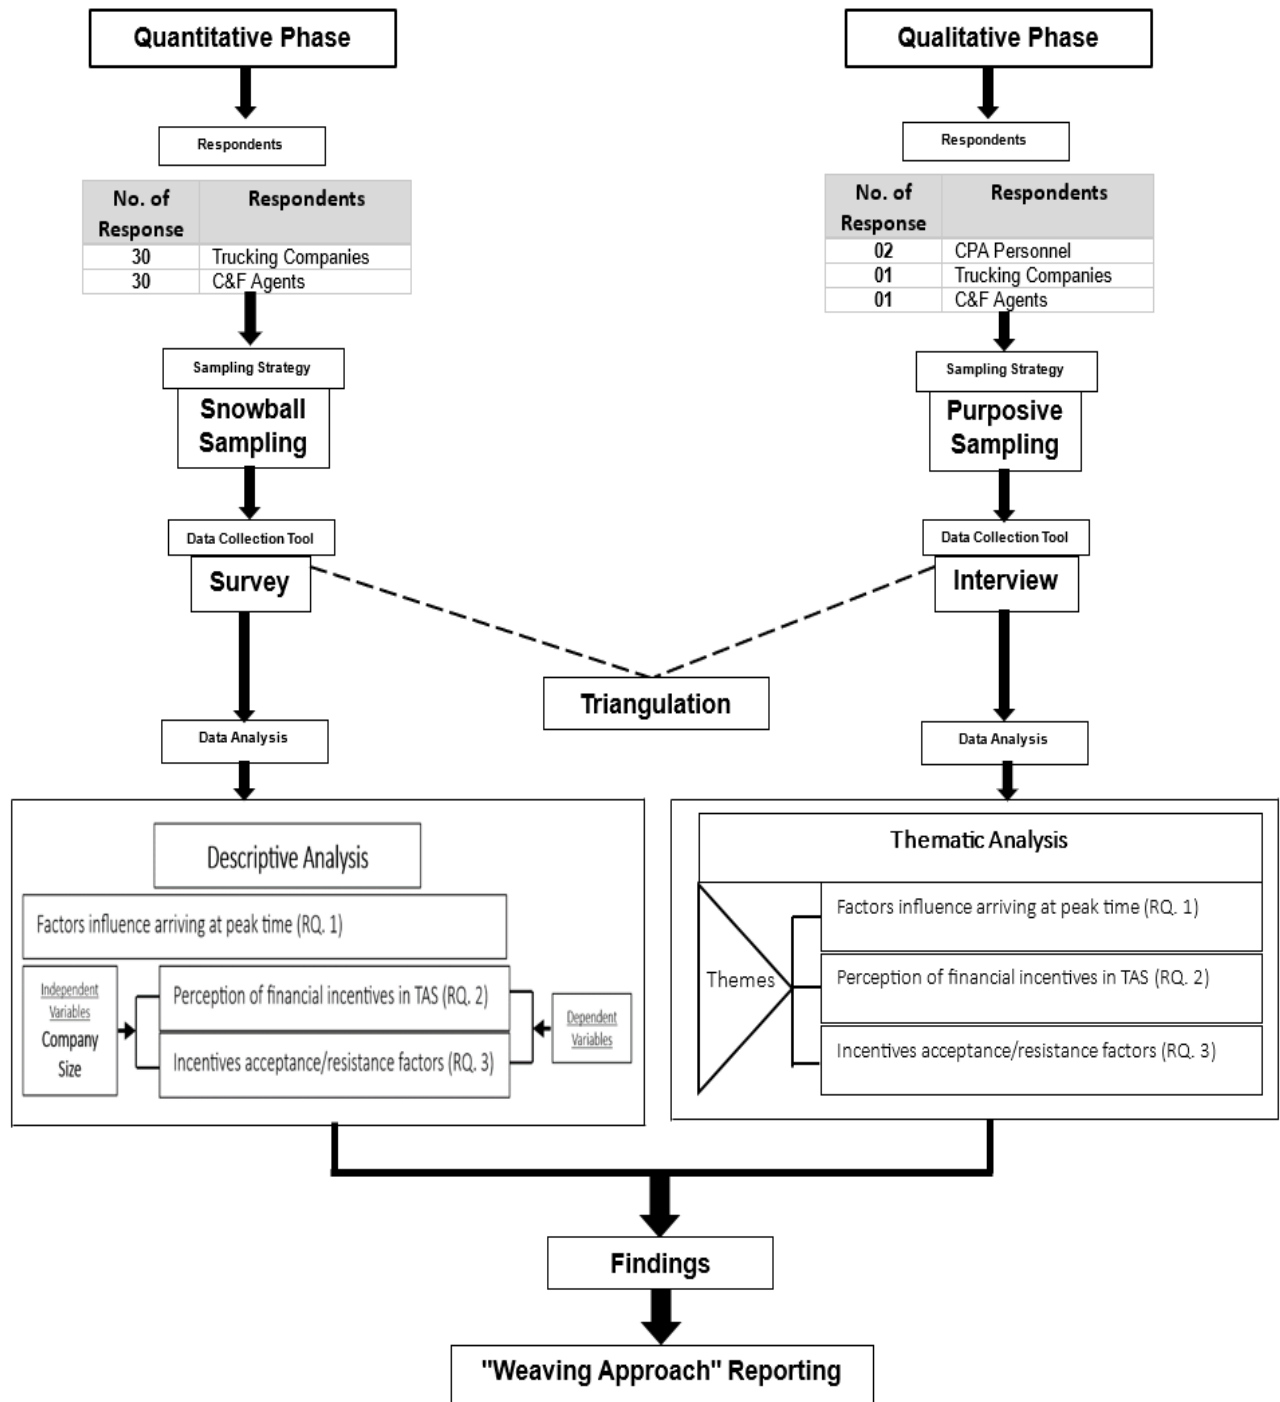 Quantitative Phase
Respondents
No. of Response Respondents
30 Trucking Companies
30 C&F Agents
Sampling Strategy
Snowball
Sampling
Data Collection Tool
Survey
Data Analysis
Descriptive Analysis
Factors influence arriving at peak time (RQ. 1)
Independent
Variables
Company
Size
Perception of financial incentives in TAS (RQ. 2)
Incentives acceptance/resistance factors (RQ. 3)
Dependent
Variables
Qualitative Phase
Respondents
No. of Response Respondents
02 CPA Personnel
01 Trucking Companies
01 C&F Agents
Sampling Strategy
Purposive
Sampling
Data Collection Tool
Interview
Triangulation
Data Analysis
Thematic Analysis
Themes
Factors influence arriving at peak time (RQ. 1)
Perception of financial incentives in TAS (RQ. 2)
Incentives acceptance/resistance factors (RQ. 3)
Findings
"Weaving Approach" Reporting